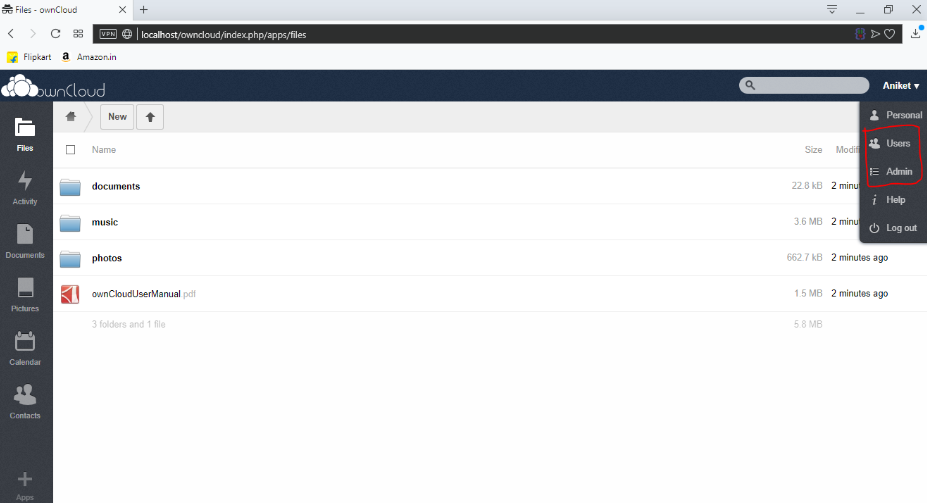 Files - ownCloud
VPN localhost/owncloud/index.php/apps/files
Flipkart Amazon.in
ownCloud Aniket
Files
Activity
Documents
Pictures
Calendar
Contacts
Apps
New
Name Size Modifi
documents 22.8 kB 2 minu
music 3.6 MB 2 minu
photos 662.7 kB 2 minutes ago
ownCloudUserManual.pdf 1.5 MB 2 minutes ago
3 folders and 1 file 5.8 MB
Personal
Users
Admin
Help
Log out